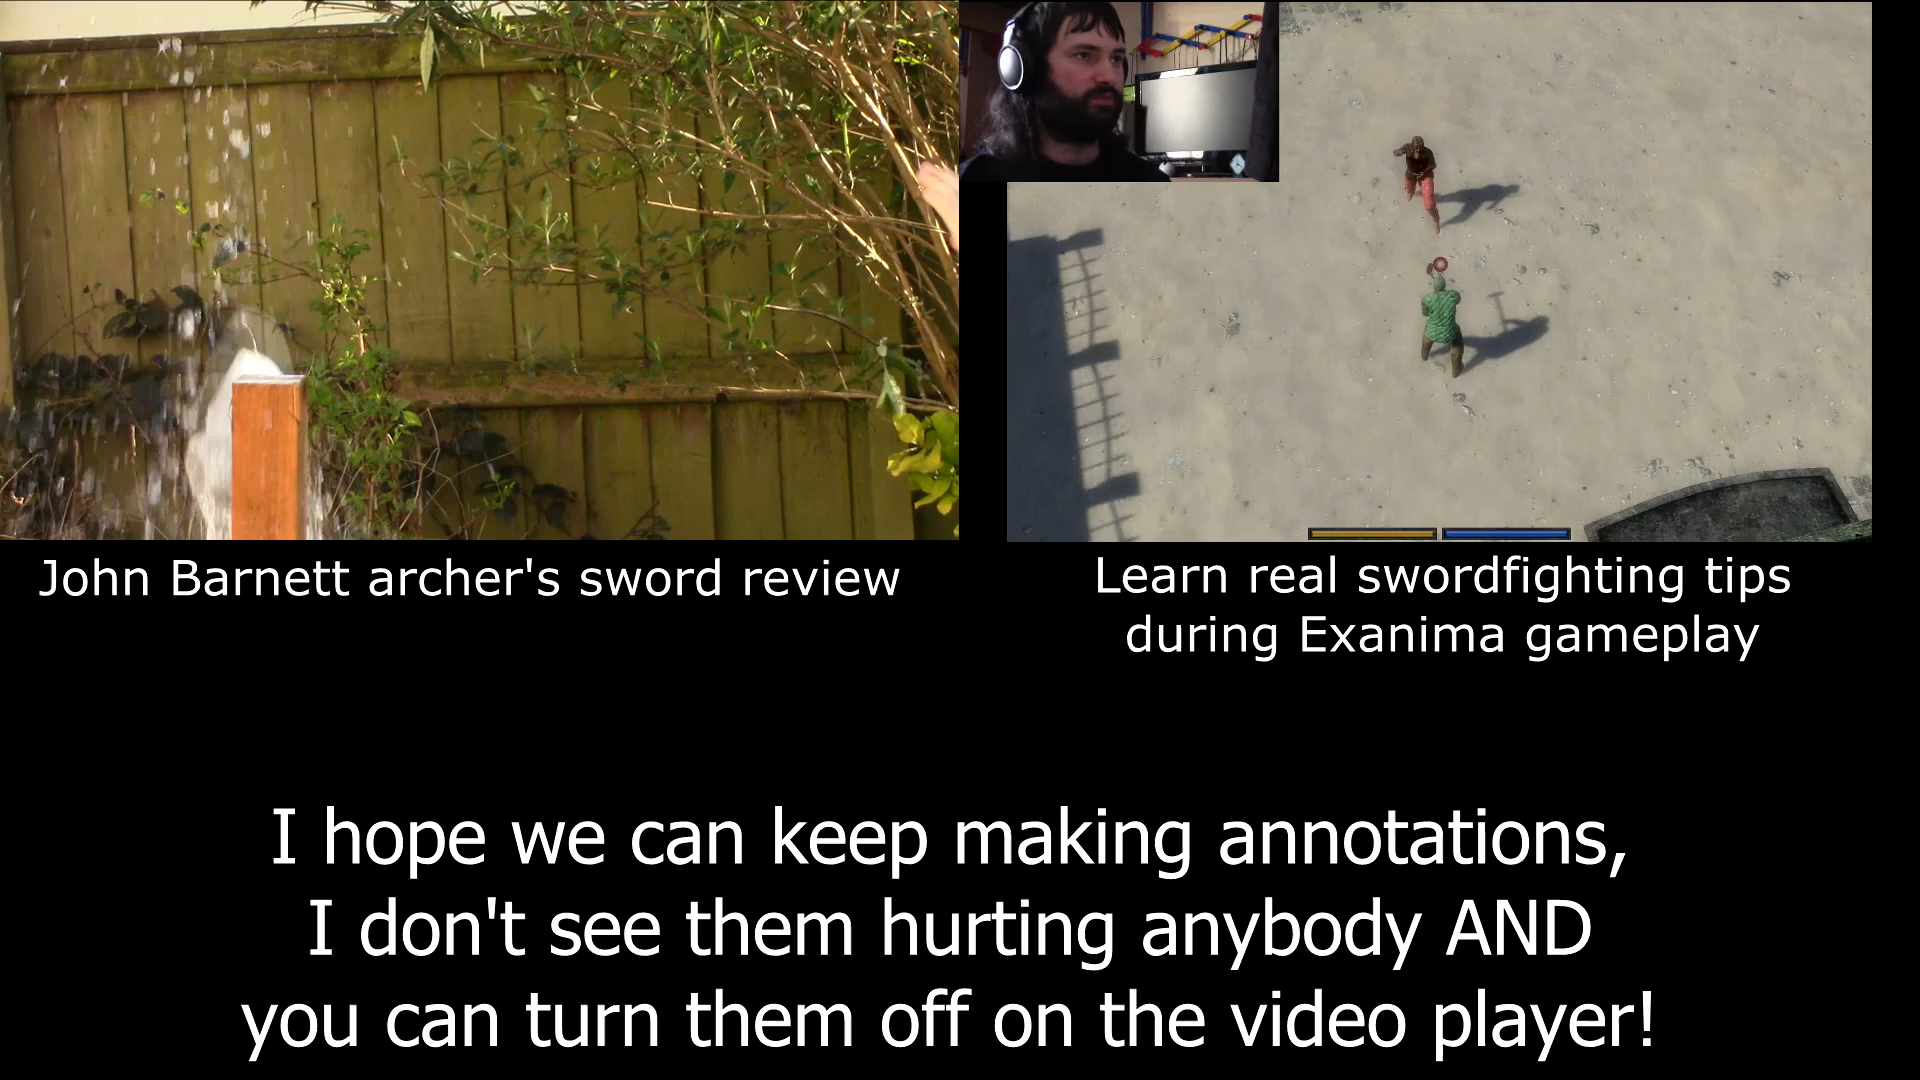 John Barnett archer's sword review
Learn real swordfighting tips
during Exanima gameplay
I hope we can keep making annotations,
I don't see them hurting anybody AND
you can turn them off on the video player!